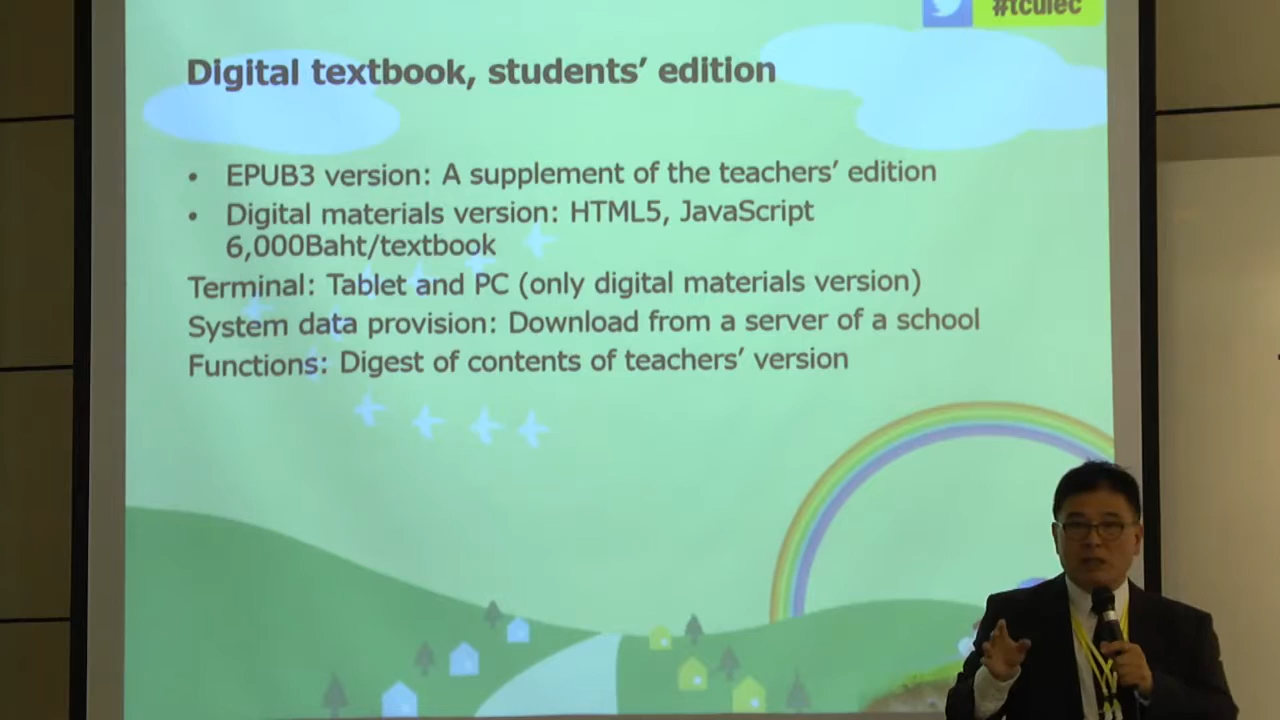 #tculec
Digital textbook, students’ edition
• EPUB3 version: A supplement of the teachers’ edition
• Digital materials version: HTML5, JavaScript
6,000Baht/textbook
Terminal: Tablet and PC (only digital materials version)
System data provision: Download from a server of a school
Functions: Digest of contents of teachers’ version